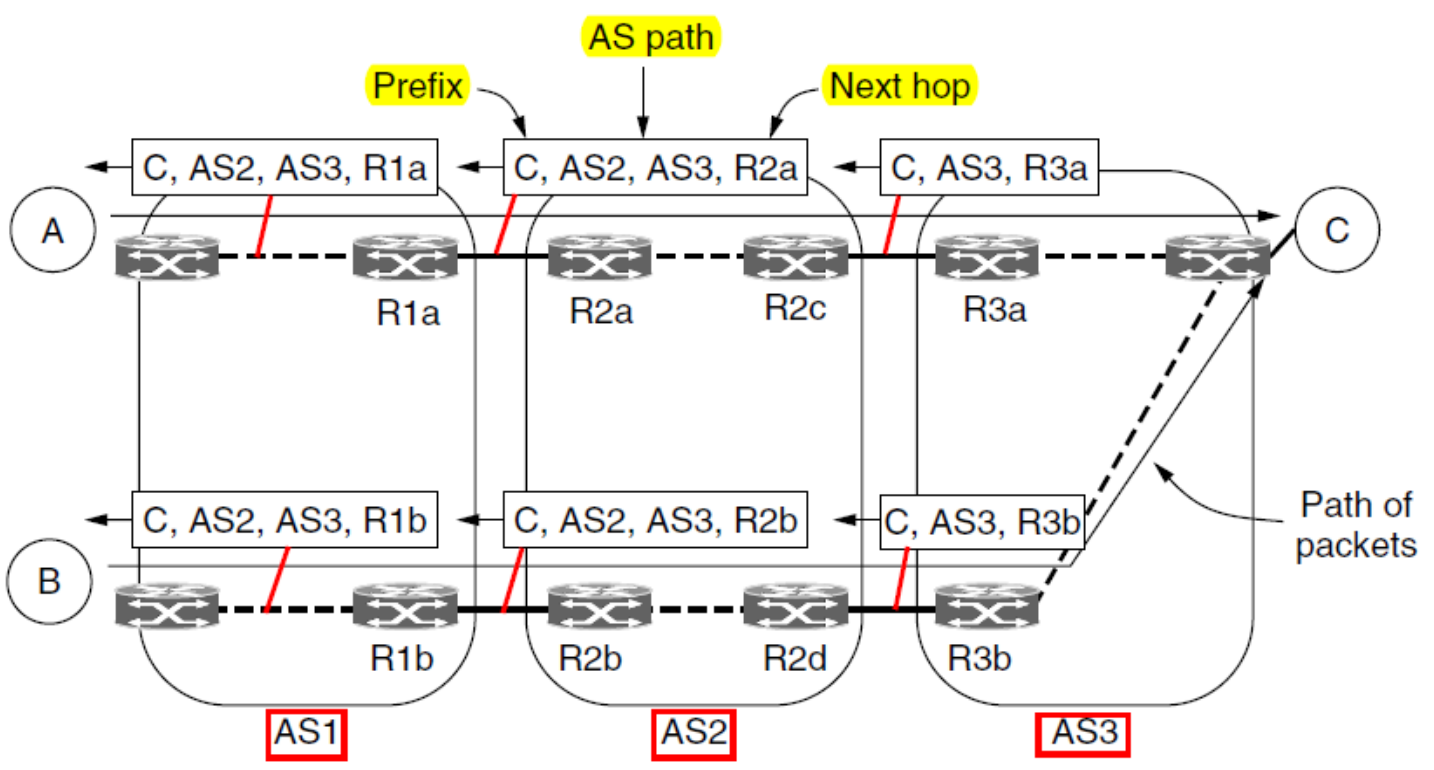 AS path
Prefix
Next hop
C, AS2, AS3, R1a
C, AS2, AS3, R2a
C, AS3, R3a
A
C
R1a
R2a
R2c
R3a
C, AS2, AS3, R1b
C, AS2, AS3, R2b
C, AS3, R3b
Path of
packets
B
R1b
R2b
R2d
R3b
AS1
AS2
AS3